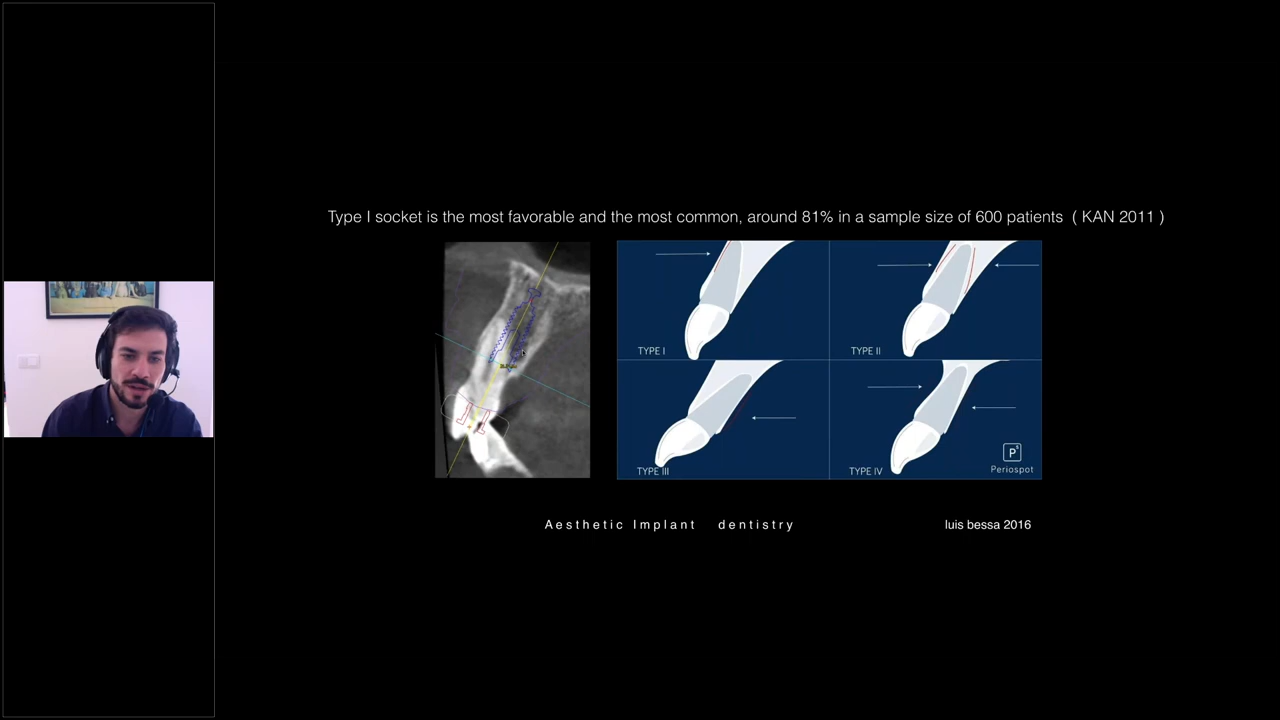 Type I socket is the most favorable and the most common, around 81% in a sample size of 600 patients ( KAN 2011 )
TYPE I
TYPE II
TYPE III
TYPE IV
P
Periospot
Aesthetic Implant dentistry
luis bessa 2016